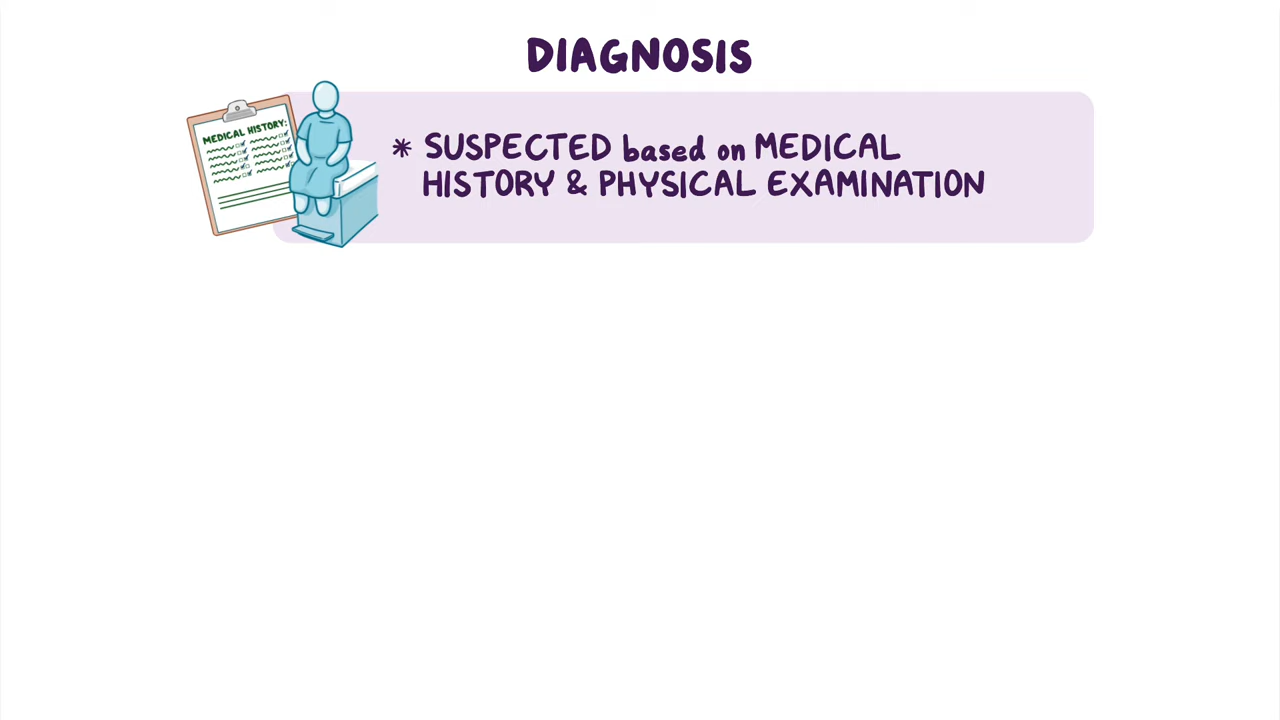 DIAGNOSIS
MEDICAL HISTORY:
* SUSPECTED based on MEDICAL
HISTORY & PHYSICAL EXAMINATION